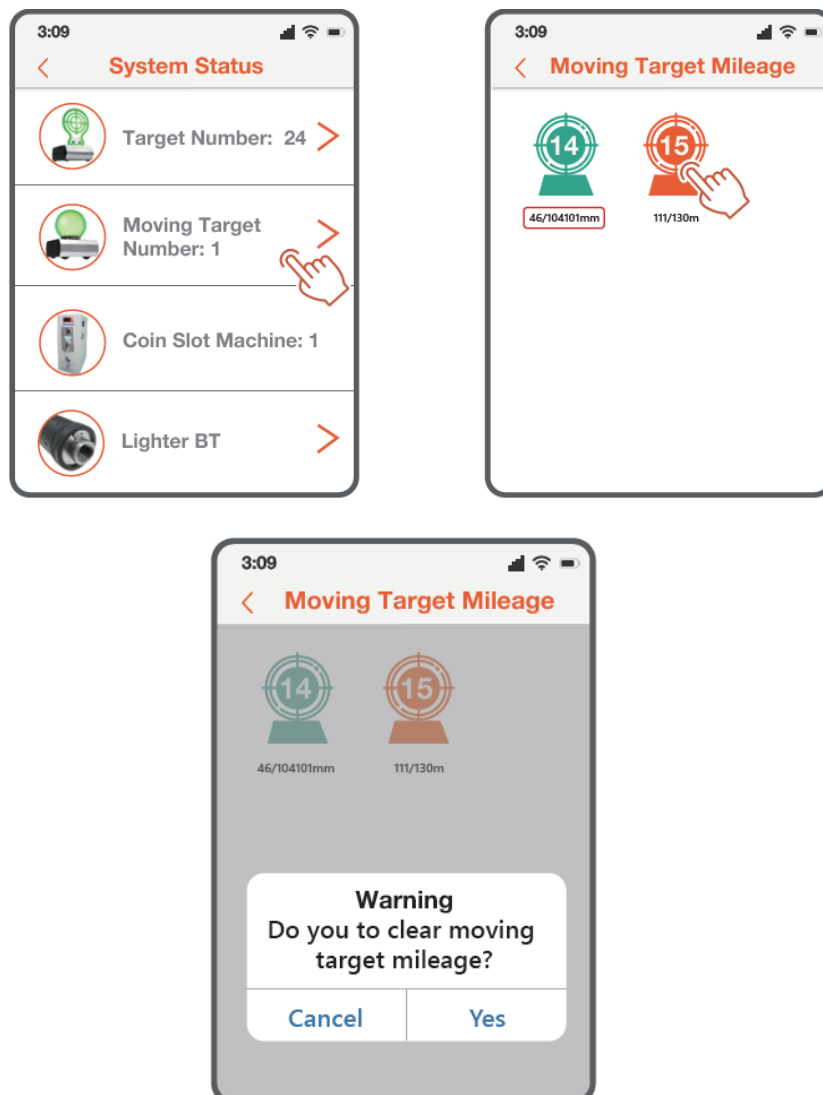 3:09
System Status
Target Number: 24
Moving Target
Number: 1
Coin Slot Machine: 1
Lighter BT
3:09
Moving Target Mileage
14
15
46/104101mm
111/130m
3:09
Moving Target Mileage
14
15
46/104101mm
111/130m
Warning
Do you to clear moving
target mileage?
Cancel
Yes